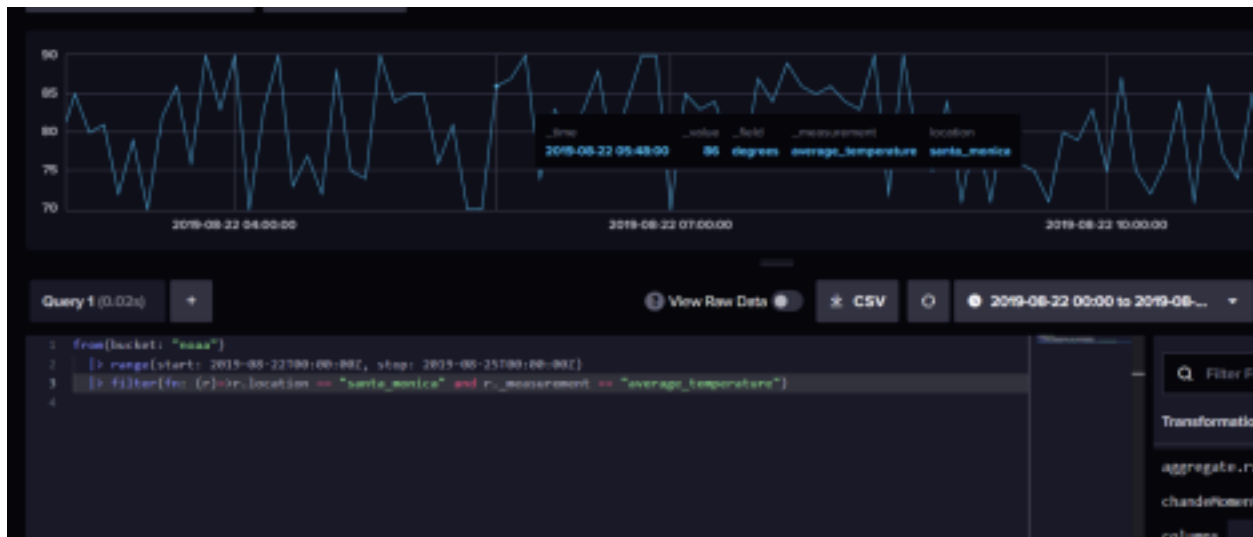 90
85
80
75
70
_time _value _field _measurement location
2019-08-22 05:48:00 86 degrees average_temperature santa_monica
2019-08-22 04:00:00 2019-08-22 07:00:00 2019-08-22 10:00:00
Query 1 (0.02s) + ? View Raw Data CSV 2019-08-22 00:00 to 2019-08-...
1 from(bucket: "noaa")
2 |> range(start: 2019-08-22T00:00:00Z, stop: 2019-08-25T00:00:00Z)
3 |> filter(fn: (r)=>r.location == "santa_monica" and r._measurement == "average_temperature")
4
Filter F
Transformatio
aggregate.r
chandeMomen
columns